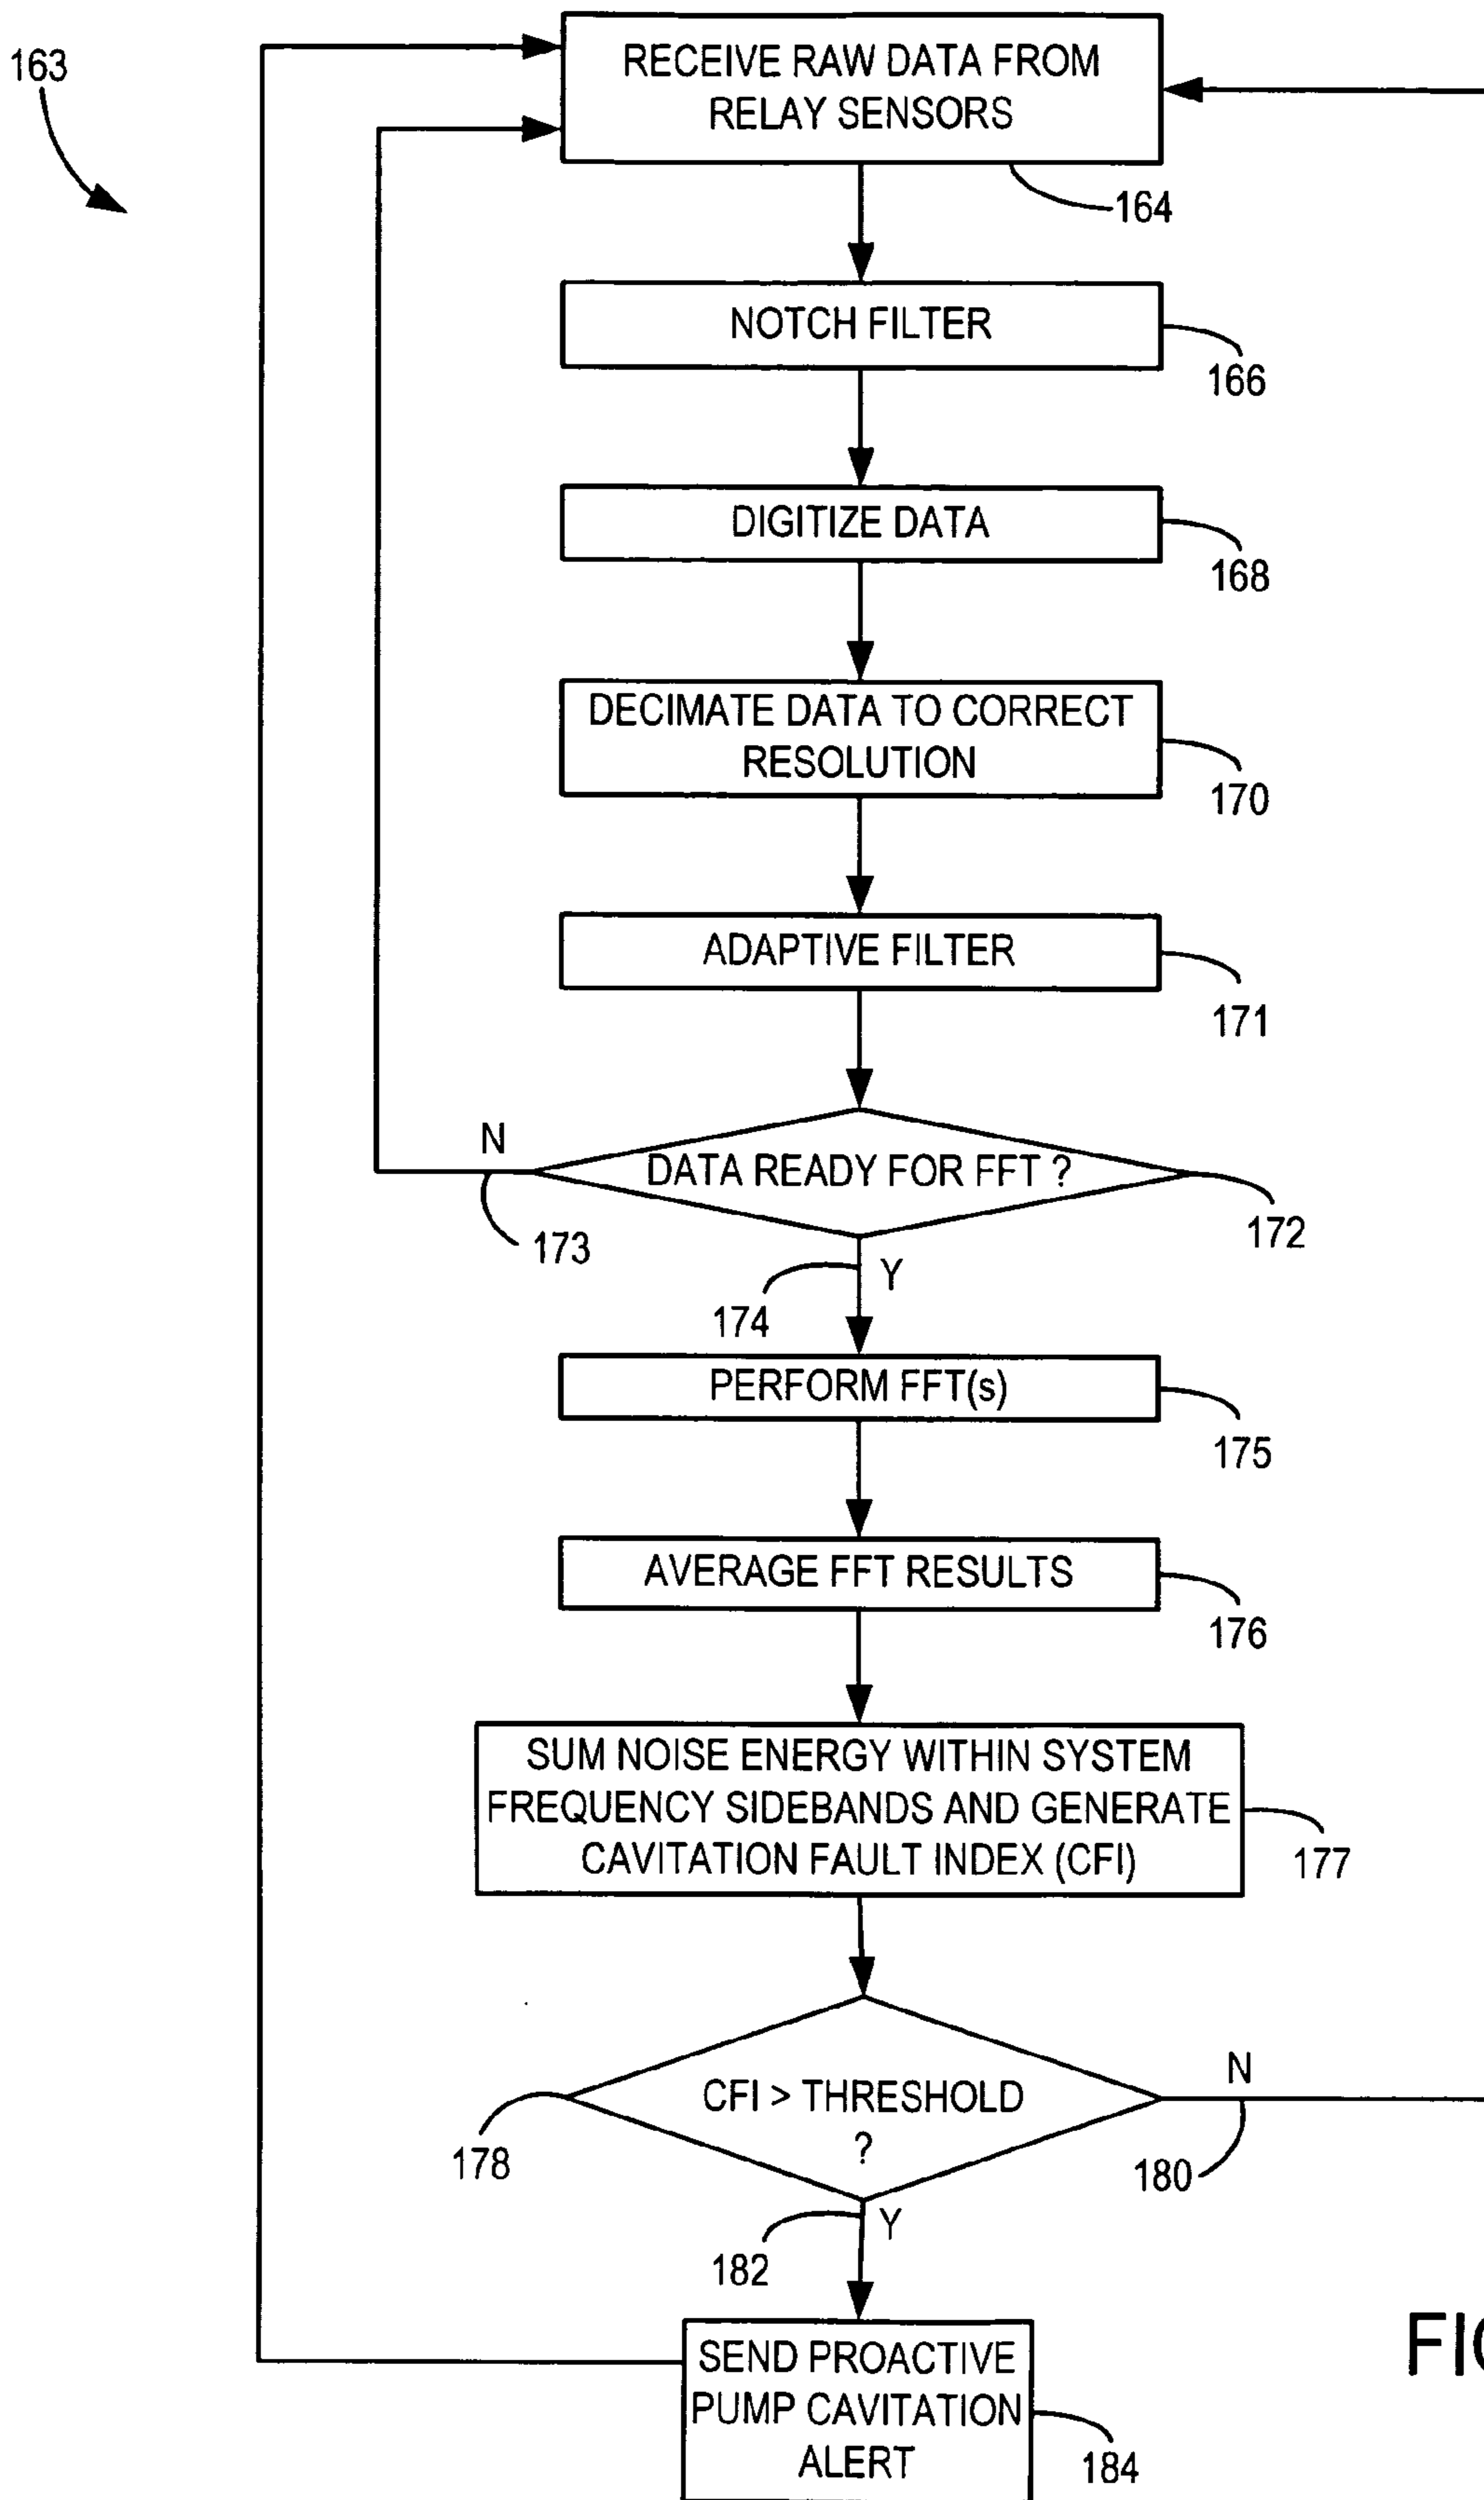 163
RECEIVE RAW DATA FROM
RELAY SENSORS
164
NOTCH FILTER
166
DIGITIZE DATA
168
DECIMATE DATA TO CORRECT
RESOLUTION
170
ADAPTIVE FILTER
171
N
DATA READY FOR FFT ?
173
172
Y
174
PERFORM FFT(s)
175
AVERAGE FFT RESULTS
176
SUM NOISE ENERGY WITHIN SYSTEM
FREQUENCY SIDEBANDS AND GENERATE
CAVITATION FAULT INDEX (CFI)
177
N
CFI > THRESHOLD
?
178
180
Y
182
SEND PROACTIVE
PUMP CAVITATION
ALERT
184